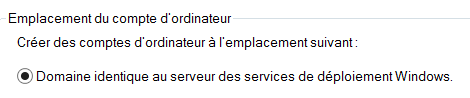 Emplacement du compte d'ordinateur
Créer des comptes d'ordinateur à l'emplacement suivant :
Domaine identique au serveur des services de déploiement Windows.